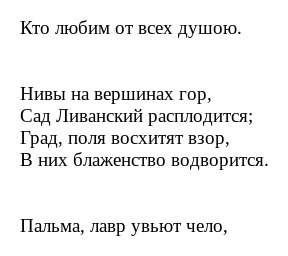 Кто любим от всех душою.
Нивы на вершинах гор,
Сад Ливанский расплодится;
Град, поля восхитят взор,
В них блаженство водворится.
Пальма, лавр увьют чело,